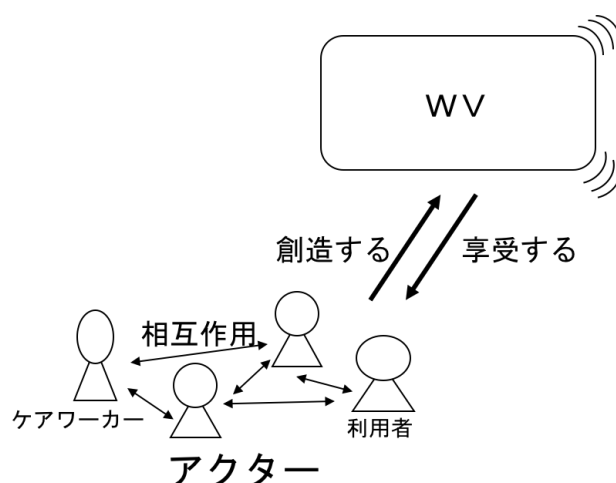 ＷＶ
創造する
享受する
相互作用
ケアワーカー
利用者
アクター